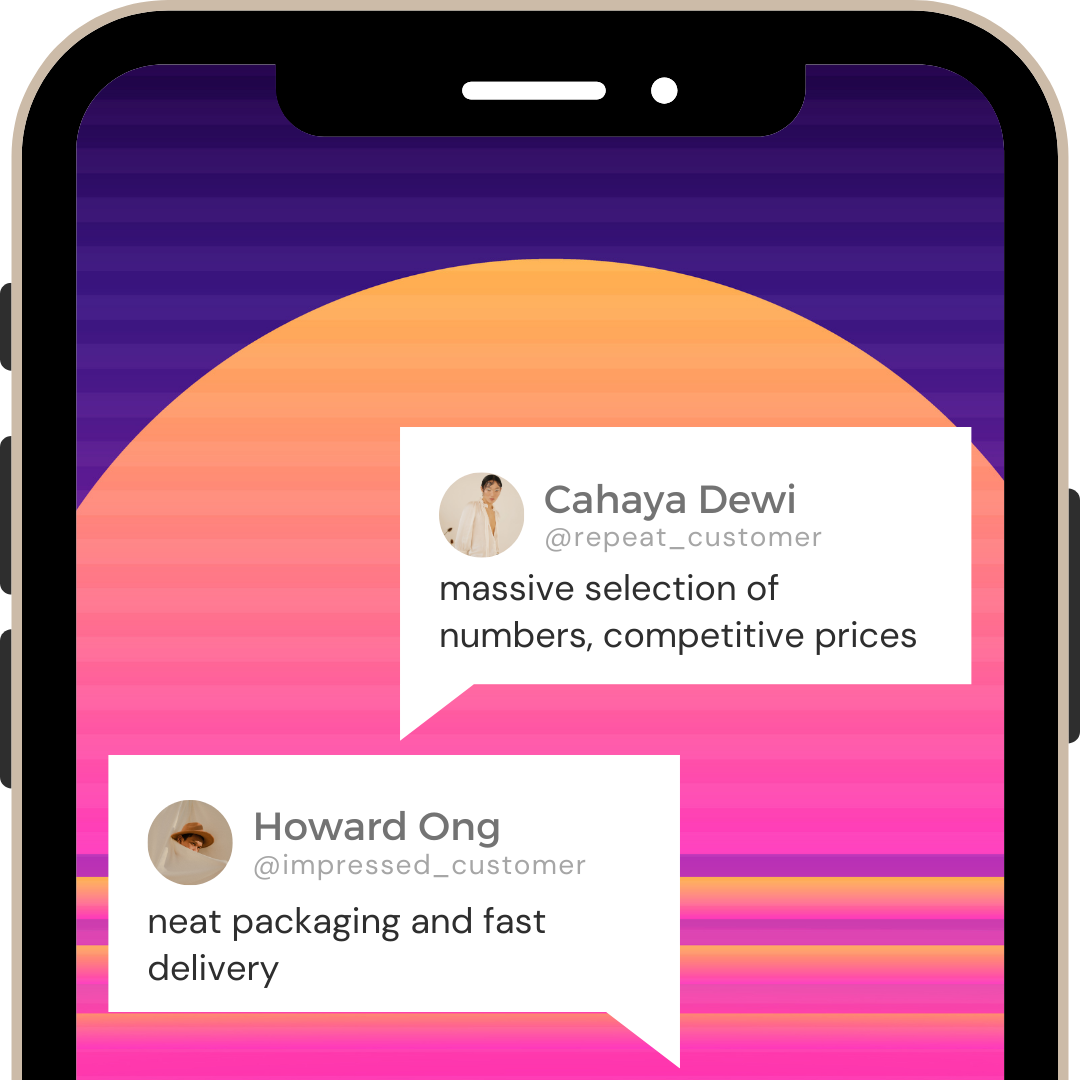 Cahaya Dewi
@repeat_customer
massive selection of
numbers, competitive prices
Howard Ong
@impressed_customer
neat packaging and fast
delivery